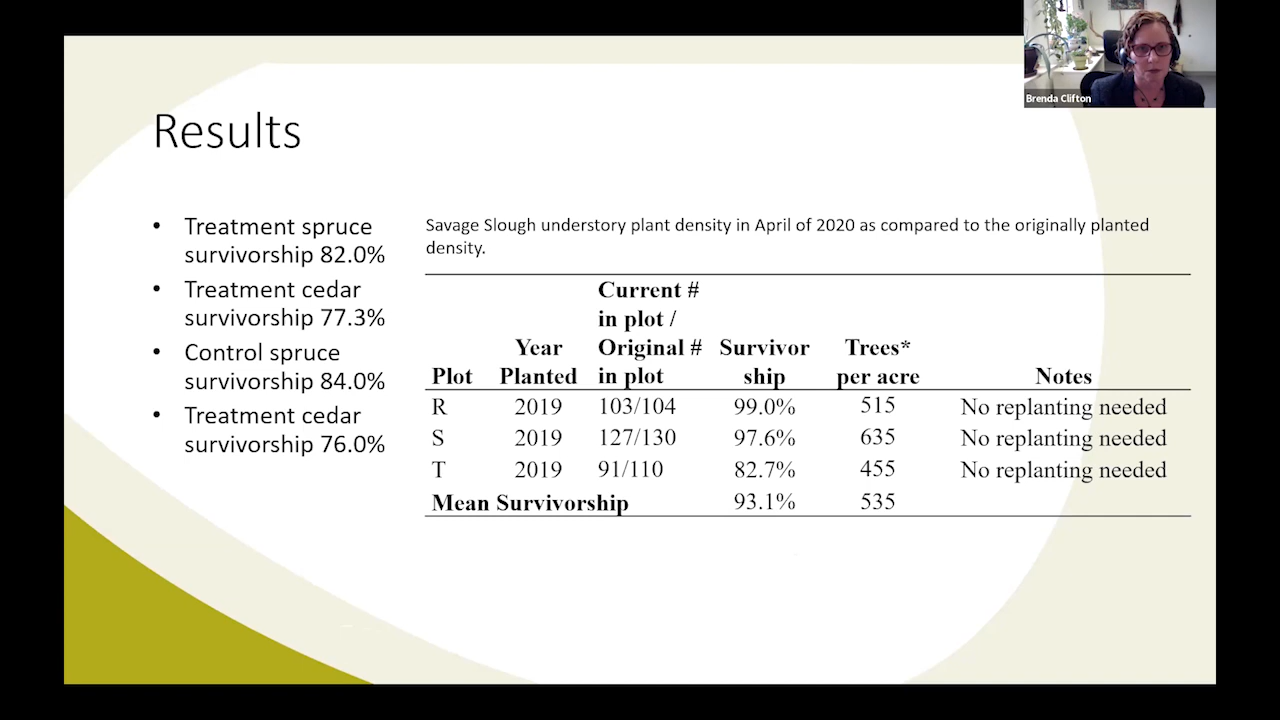 Brenda Clifton
Results
• Treatment spruce
survivorship 82.0%
• Treatment cedar
survivorship 77.3%
• Control spruce
survivorship 84.0%
• Treatment cedar
survivorship 76.0%
Savage Slough understory plant density in April of 2020 as compared to the originally planted
density.
Current #
in plot /
Year Original # Survivor Trees*
Plot Planted in plot ship per acre Notes
R 2019 103/104 99.0% 515 No replanting needed
S 2019 127/130 97.6% 635 No replanting needed
T 2019 91/110 82.7% 455 No replanting needed
Mean Survivorship 93.1% 535